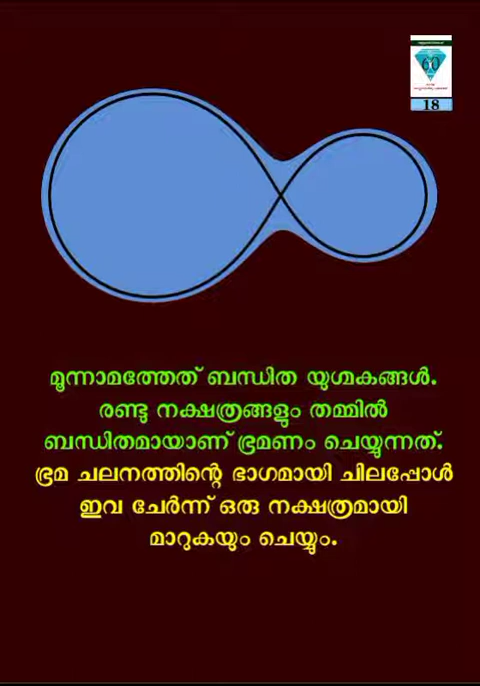 60
18
മൂന്നാമത്തേത് ബന്ധിത യുഗ്മകങ്ങൾ.
രണ്ടു നക്ഷത്രങ്ങളും തമ്മിൽ
ബന്ധിതമായാണ് ഭ്രമണം ചെയ്യുന്നത്.
ഭ്രമ ചലനത്തിന്റെ ഭാഗമായി ചിലപ്പോൾ
ഇവ ചേർന്ന് ഒരു നക്ഷത്രമായി
മാറുകയും ചെയ്യും.